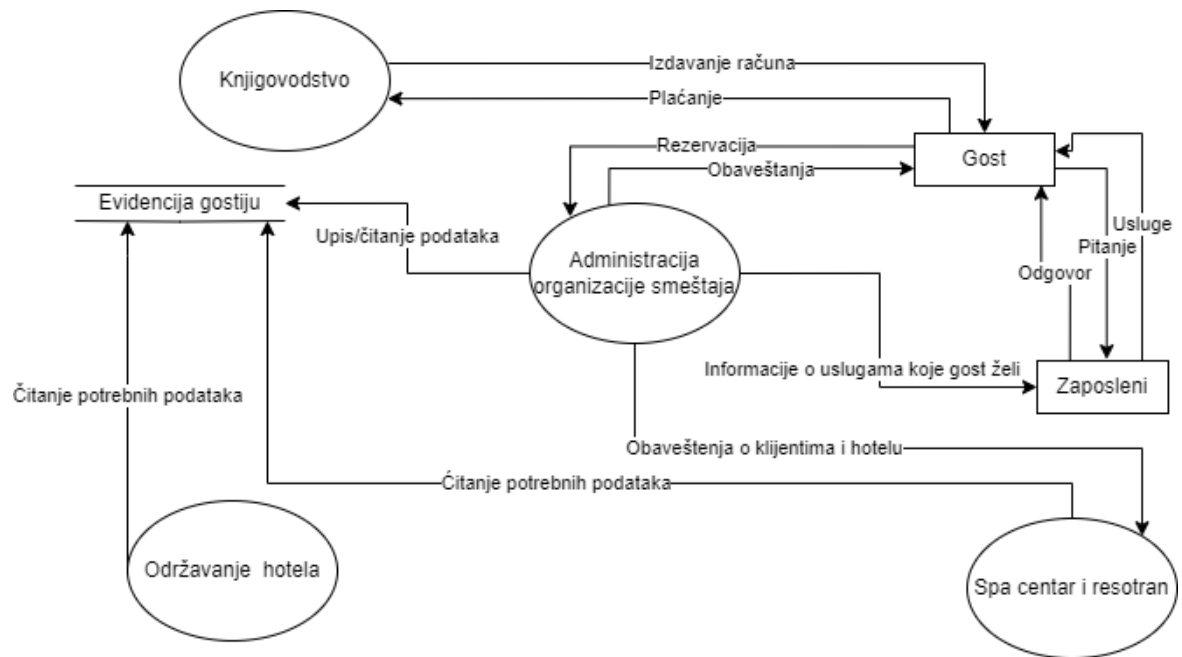 Knjigovodstvo
Izdavanje računa
Plaćanje
Rezervacija
Gost
Obaveštanja
Evidencija gostiju
Upis/čitanje podataka
Administracija
organizacije smeštaja
Usluge
Pitanje
Odgovor
Informacije o uslugama koje gost želi
Zaposleni
Čitanje potrebnih podataka
Obaveštenja o klijentima i hotelu
Ćitanje potrebnih podataka
Održavanje hotela
Spa centar i resotran